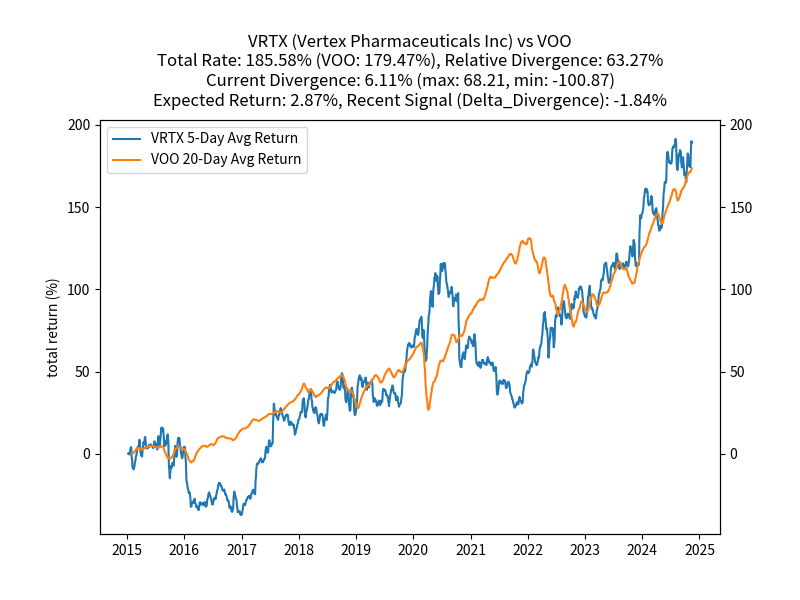 VRTX (Vertex Pharmaceuticals Inc) vs VOO
Total Rate: 185.58% (VOO: 179.47%), Relative Divergence: 63.27%
Current Divergence: 6.11% (max: 68.21, min: -100.87)
Expected Return: 2.87%, Recent Signal (Delta_Divergence): -1.84%
VRTX 5-Day Avg Return
VOO 20-Day Avg Return
total return (%)
200
150
100
50
0
200
150
100
50
0
2015 2016 2017 2018 2019 2020 2021 2022 2023 2024 2025